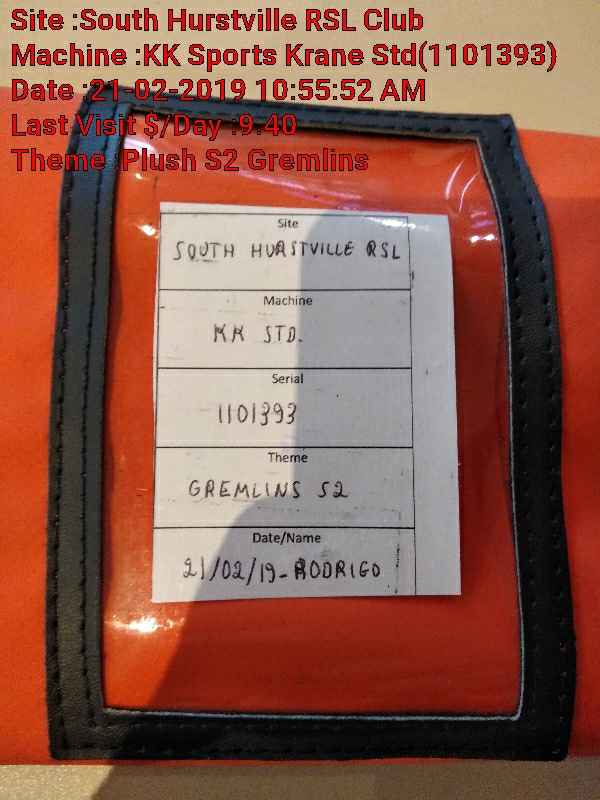 Site :South Hurstville RSL Club
Machine :KK Sports Krane Std(1101393)
Date :21-02-2019 10:55:52 AM
Last Visit $/Day :9.40
Theme :Plush S2 Gremlins
Site
SOUTH HURSTVILLE RSL
Machine
KK STD.
Serial
1101393
Theme
GREMLINS S2
Date/Name
21/02/19-RODRIGO